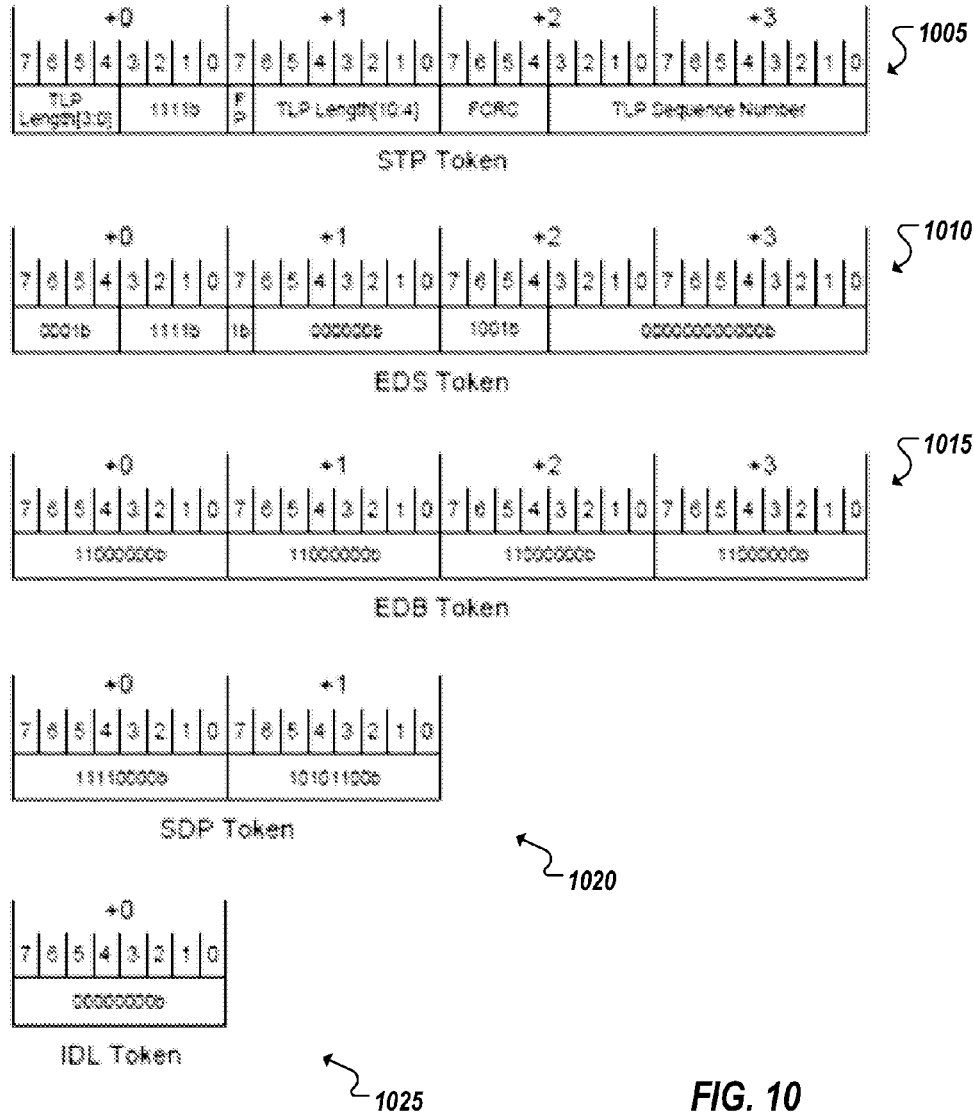 +0 +1 +2 +3
1005
7 6 5 4 3 2 1 0 7 6 5 4 3 2 1 0 7 6 5 4 3 2 1 0 7 6 5 4 3 2 1 0
TLP Length[3:0] 1111b FP TLP Length[10:4] FCRC TLP Sequence Number
STP Token
+0 +1 +2 +3
1010
7 6 5 4 3 2 1 0 7 6 5 4 3 2 1 0 7 6 5 4 3 2 1 0 7 6 5 4 3 2 1 0
0001b 1111b 1b 1001b 000000000000b
EDS Token
+0 +1 +2 +3
1015
7 6 5 4 3 2 1 0 7 6 5 4 3 2 1 0 7 6 5 4 3 2 1 0 7 6 5 4 3 2 1 0
11000000b 11000000b 11000000b 11000000b
EDB Token
+0 +1
7 6 5 4 3 2 1 0 7 6 5 4 3 2 1 0
11110000b 10101100b
SDP Token
1020
+0
7 6 5 4 3 2 1 0
00000000b
IDL Token
1025
FIG. 10